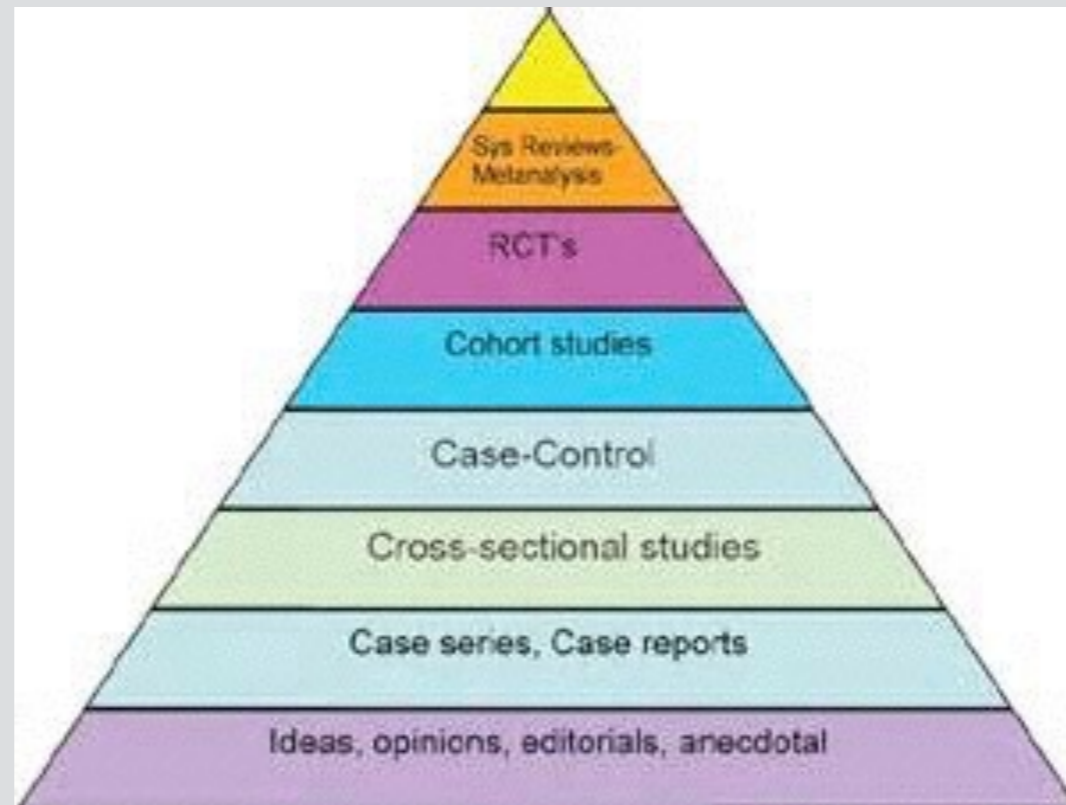 Sys Reviews-
Metanalysis
RCT's
Cohort studies
Case-Control
Cross-sectional studies
Case series, Case reports
Ideas, opinions, editorials, anecdotal